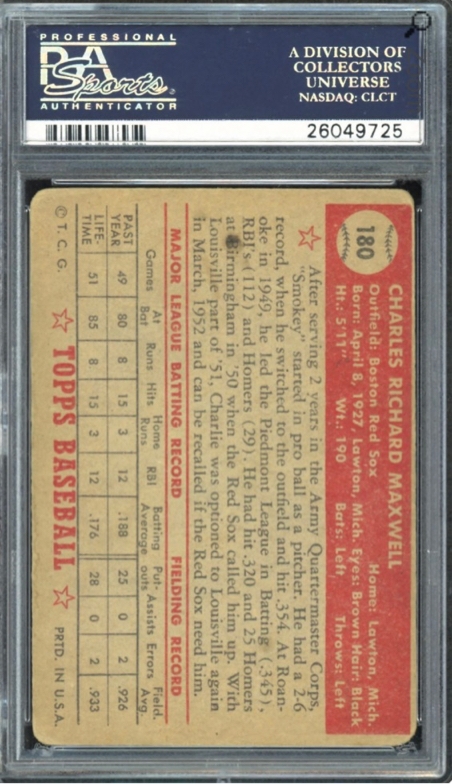 PROFESSIONAL
PSA
Sports
AUTHENTICATOR
A DIVISION OF
COLLECTORS
UNIVERSE
NASDAQ: CLCT
26049725
180
CHARLES RICHARD MAXWELL
Outfield: Boston Red Sox Home: Lawton, Mich.
Born: April 8, 1927, Lawton, Mich. Eyes: Brown Hair: Black
Ht.: 5'11" Wt.: 190 Bats: Left Throws: Left
After serving 2 years in the Army Quartermaster Corps,
"Smokey" started in pro ball as a pitcher. He had a 2-6
record, when he switched to the outfield and hit .354. At Roan-
oke in 1949, he led the Piedmont League in Batting (.345),
RBI's (112) and Homers (29). He had hit .320 and 25 Homers
at Birmingham in '50 when the Red Sox called him up. With
Louisville part of '51, Charlie was optioned to Louisville again
in March, 1952 and can be recalled if the Red Sox need him.
MAJOR LEAGUE BATTING RECORD FIELDING RECORD
Games At Bat Runs Hits Home Runs RBI Batting Average Put-outs Assists Errors Field. Avg.
PAST YEAR 49 80 8 15 3 12 .188 25 0 2 .926
LIFE-TIME 51 85 8 15 3 12 .176 28 0 2 .933
© T. C. G. TOPPS BASEBALL PRTD. IN U.S.A.